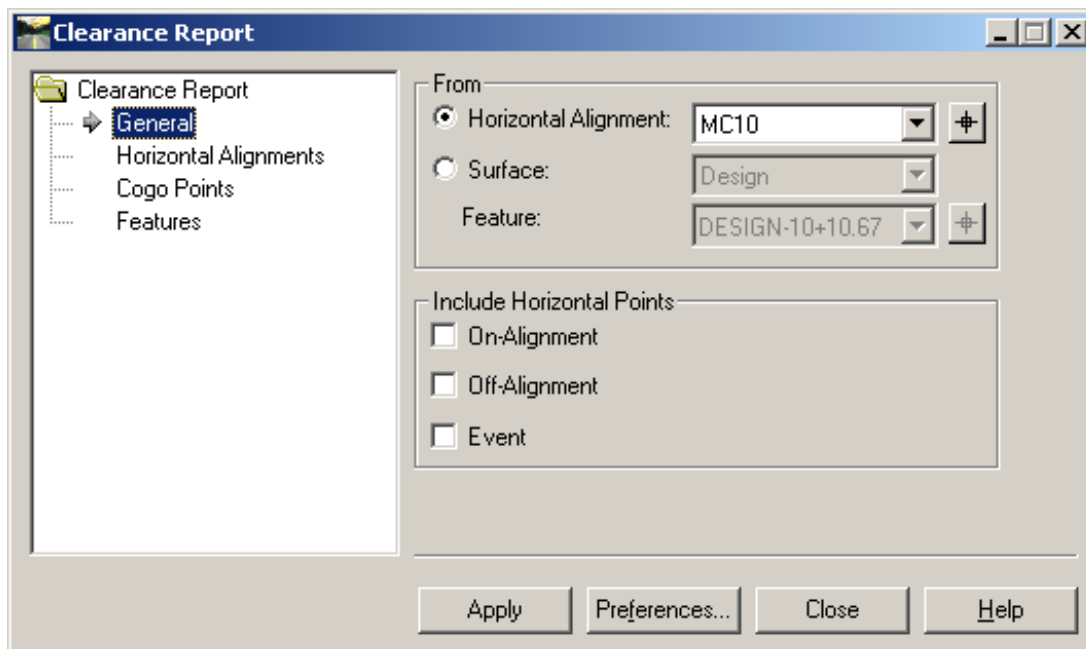 Clearance Report
Clearance Report
General
Horizontal Alignments
Cogo Points
Features
From
Horizontal Alignment: MC10
Surface: Design
Feature: DESIGN-10+10.67
Include Horizontal Points
On-Alignment
Off-Alignment
Event
Apply Preferences... Close Help